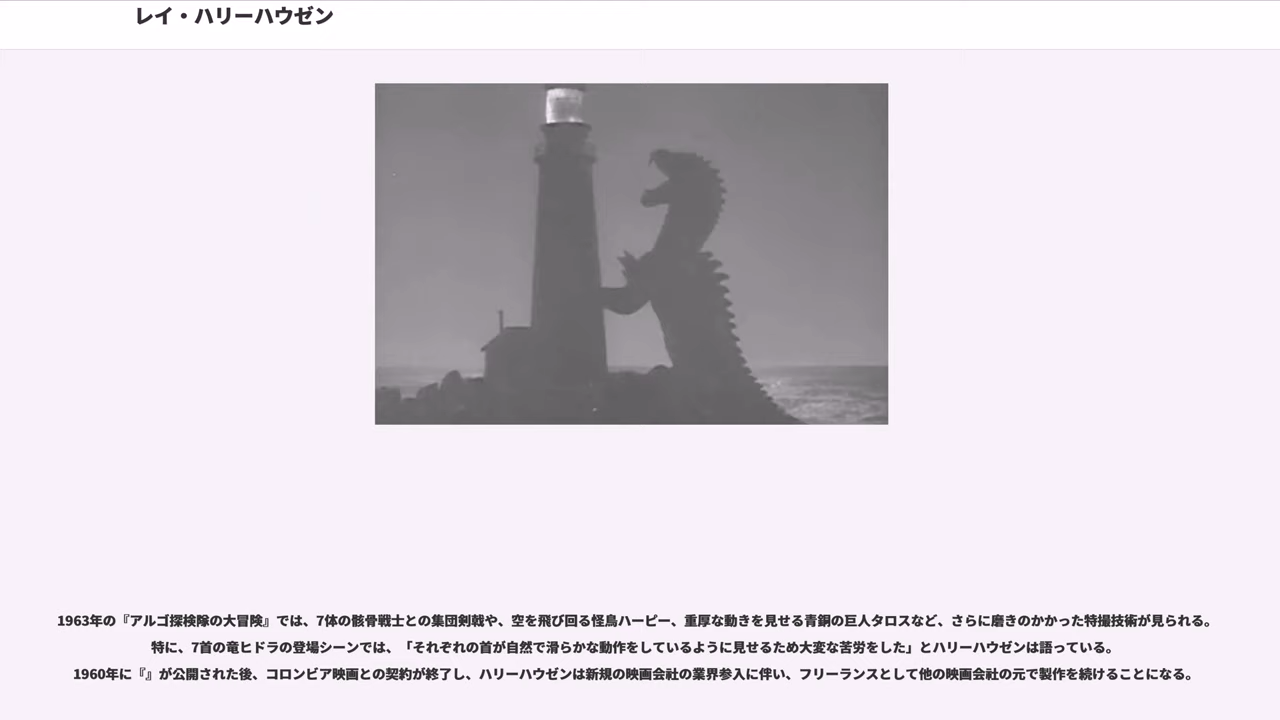 レイ・ハリーハウゼン
1963年の『アルゴ探検隊の大冒険』では、7体の骸骨戦士との集団剣戟や、空を飛び回る怪鳥ハーピー、重厚な動きを見せる青銅の巨人タロスなど、さらに磨きのかかった特撮技術が見られる。
特に、7首の竜ヒドラの登場シーンでは、「それぞれの首が自然で滑らかな動作をしているように見せるため大変な苦労をした」とハリーハウゼンは語っている。
1960年に『』が公開された後、コロンビア映画との契約が終了し、ハリーハウゼンは新規の映画会社の業界参入に伴い、フリーランスとして他の映画会社の元で製作を続けることになる。